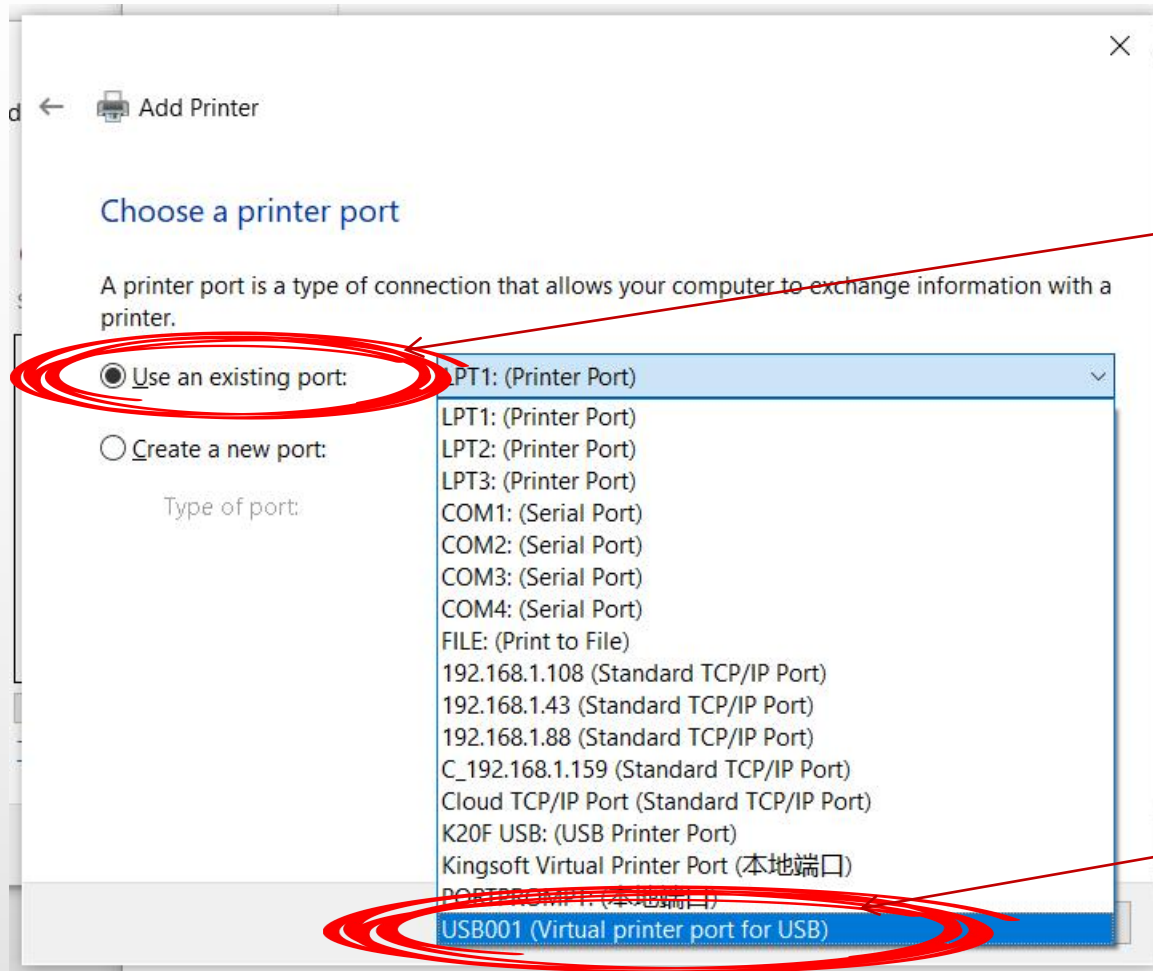 Add Printer
Choose a printer port
A printer port is a type of connection that allows your computer to exchange information with a
printer.
Use an existing port:
LPT1: (Printer Port)
LPT1: (Printer Port)
LPT2: (Printer Port)
Create a new port:
LPT3: (Printer Port)
Type of port:
COM1: (Serial Port)
COM2: (Serial Port)
COM3: (Serial Port)
COM4: (Serial Port)
FILE: (Print to File)
192.168.1.108 (Standard TCP/IP Port)
192.168.1.43 (Standard TCP/IP Port)
192.168.1.88 (Standard TCP/IP Port)
C_192.168.1.159 (Standard TCP/IP Port)
Cloud TCP/IP Port (Standard TCP/IP Port)
K20F USB: (USB Printer Port)
Kingsoft Virtual Printer Port (本地端口)
PORTPROMPT: (本地端口)
USB001 (Virtual printer port for USB)